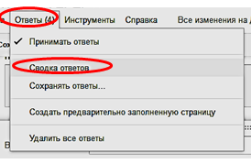 Ответы (4) Инструменты Справка Все изменения на д
Принимать ответы
Сводка ответов
Сохранять ответы...
Создать предварительно заполненную страницу
Удалить все ответы